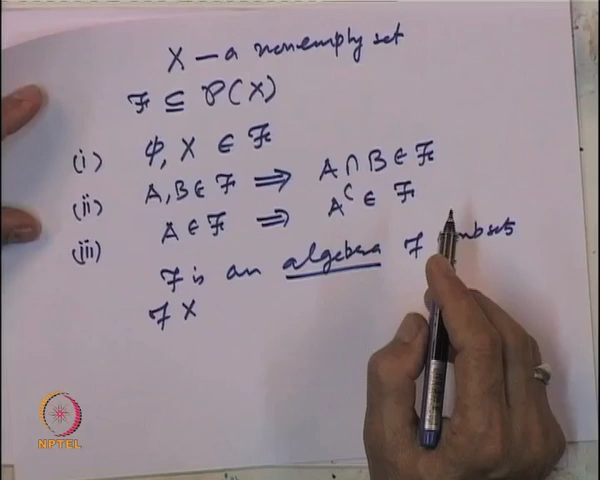 X — a nonempty set
F ⊆ P(X)
(i) φ, X ∈ F
(ii) A, B ∈ F ⟹ A ∩ B ∈ F
(iii) A ∈ F ⟹ A^C ∈ F
F is an algebra of subsets
of X
NPTEL